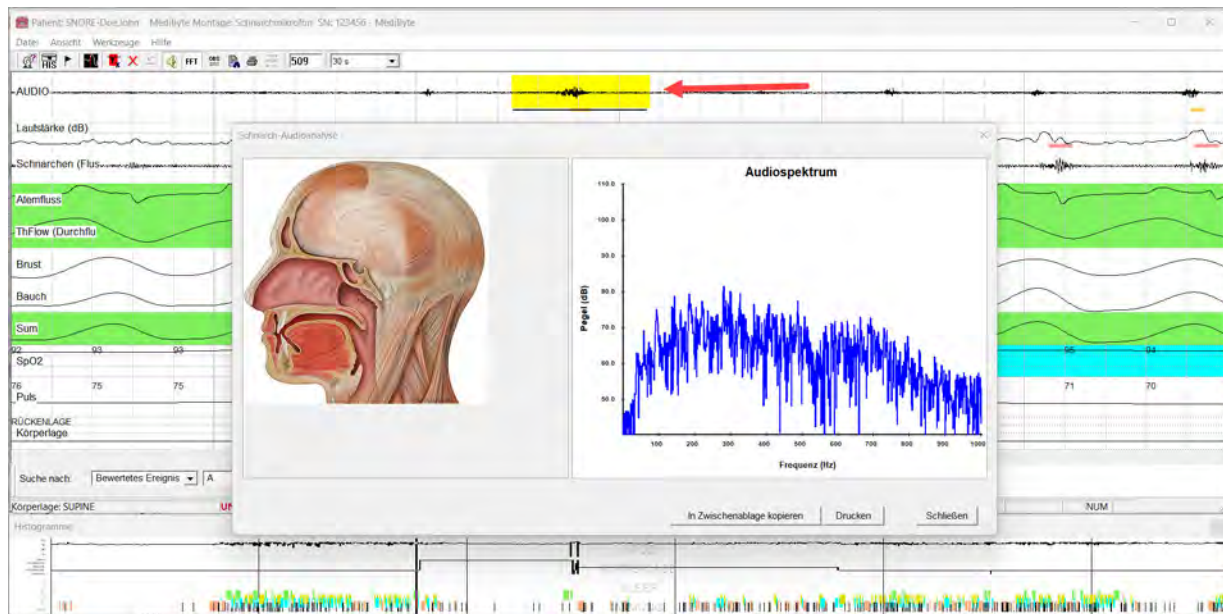 Patient: SNORE-Doe,John MediByte Montage: Schnarchmikrofon SN: 123456 - MediByte
Datei Ansicht Werkzeuge Hilfe
HIS FFT 509 30 s
AUDIO
Lautstärke (dB)
Schnarchen (Flus
Atemfluss
ThFlow (Durchflu
Brust
Bauch
Sum
92 93 93 95 94
SpO2
76 75 75 71 70
Puls
RÜCKENLAGE
Körperlage
Schnarch-Audioanalyse
Audiospektrum
110.0
100.0
90.0
80.0
70.0
60.0
50.0
Pegel (dB)
100 200 300 400 500 600 700 800 900 1000
Frequenz (Hz)
In Zwischenablage kopieren Drucken Schließen
Suche nach: Bewertetes Ereignis A
Körperlage: SUPINE UN NUM
Histogramme